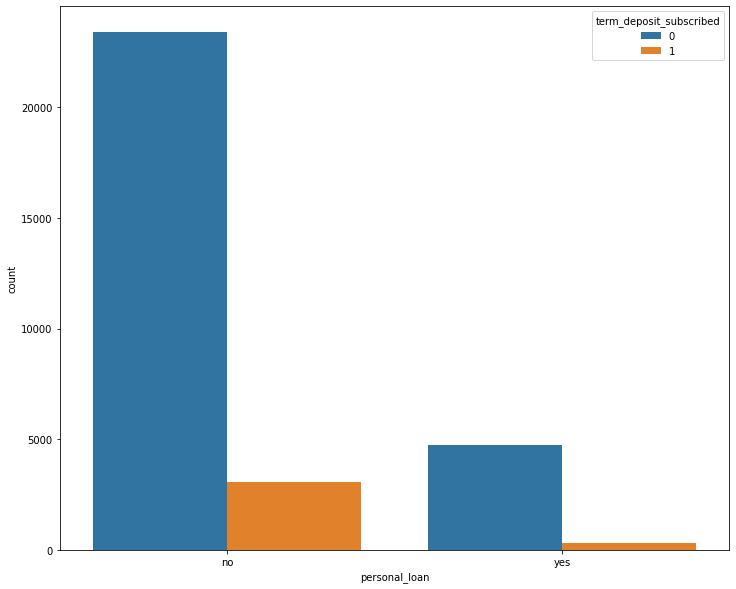 term_deposit_subscribed
0
1
20000
15000
10000
5000
0
count
no yes
personal_loan